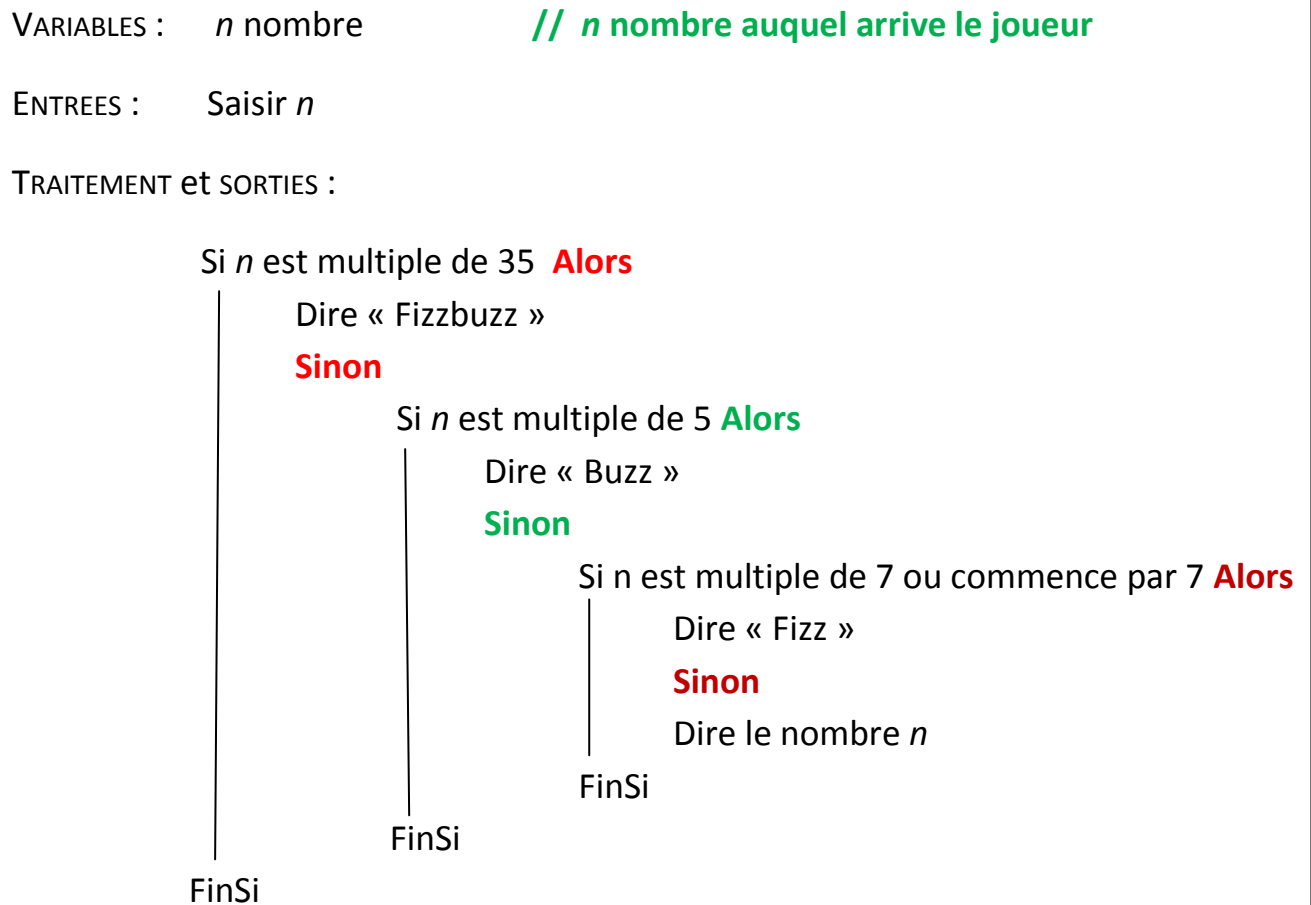 VARIABLES : n nombre // n nombre auquel arrive le joueur
ENTREES : Saisir n
TRAITEMENT et SORTIES :
Si n est multiple de 35 Alors
Dire « Fizzbuzz »
Sinon
Si n est multiple de 5 Alors
Dire « Buzz »
Sinon
Si n est multiple de 7 ou commence par 7 Alors
Dire « Fizz »
Sinon
Dire le nombre n
FinSi
FinSi
FinSi